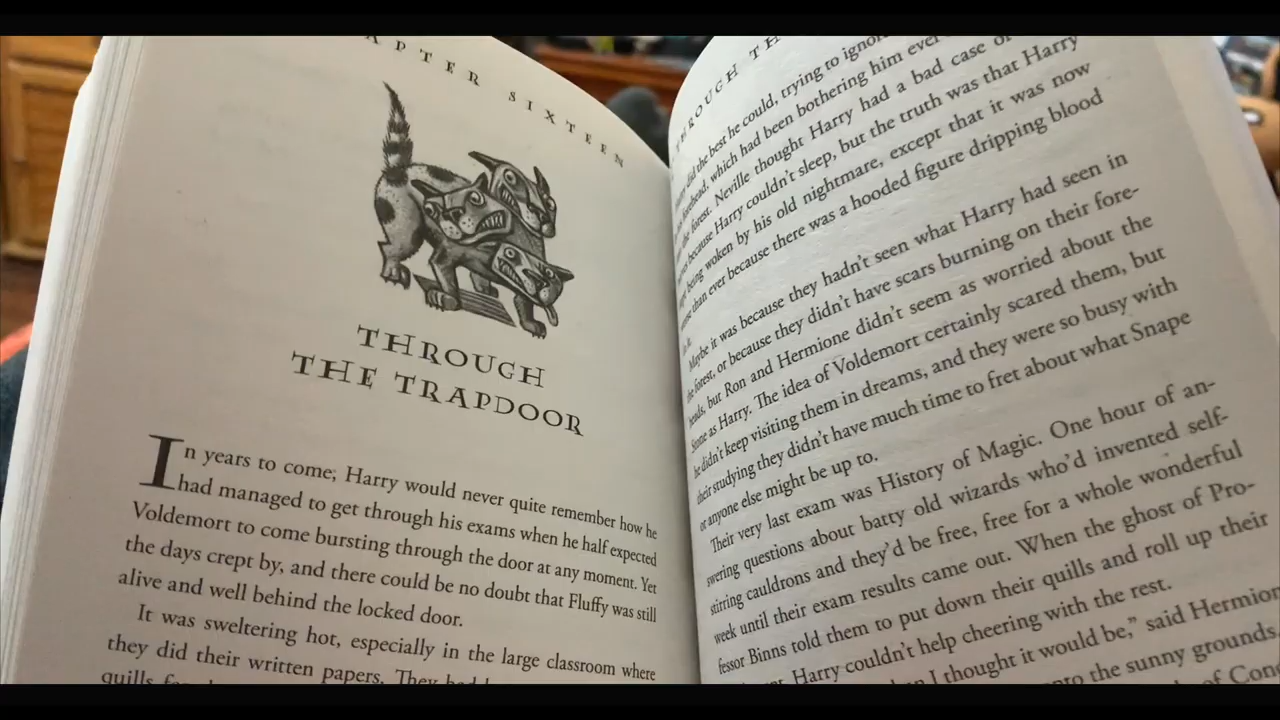 APTER SIXTEEN
THROUGH
THE TRAPDOOR
In years to come, Harry would never quite remember how he
had managed to get through his exams when he half expected
Voldemort to come bursting through the door at any moment. Yet
the days crept by, and there could be no doubt that Fluffy was still
alive and well behind the locked door.
It was sweltering hot, especially in the large classroom where
they did their written papers. They had
quills
THROUGH TH
did the best he could, trying to ignor
forehead, which had been bothering him ever
the forest. Neville thought Harry had a bad case of
because Harry couldn't sleep, but the truth was that Harry
being woken by his old nightmare, except that it was now
than ever because there was a hooded figure dripping blood
Maybe it was because they hadn't seen what Harry had seen in
the forest, or because they didn't have scars burning on their fore-
heads, but Ron and Hermione didn't seem as worried about the
Stone as Harry. The idea of Voldemort certainly scared them, but
he didn't keep visiting them in dreams, and they were so busy with
their studying they didn't have much time to fret about what Snape
or anyone else might be up to.
Their very last exam was History of Magic. One hour of an-
swering questions about batty old wizards who'd invented self-
stirring cauldrons and they'd be free, free for a whole wonderful
week until their exam results came out. When the ghost of Pro-
fessor Binns told them to put down their quills and roll up their
Harry couldn't help cheering with the rest.
I thought it would be," said Hermion
onto the sunny grounds.
of Con